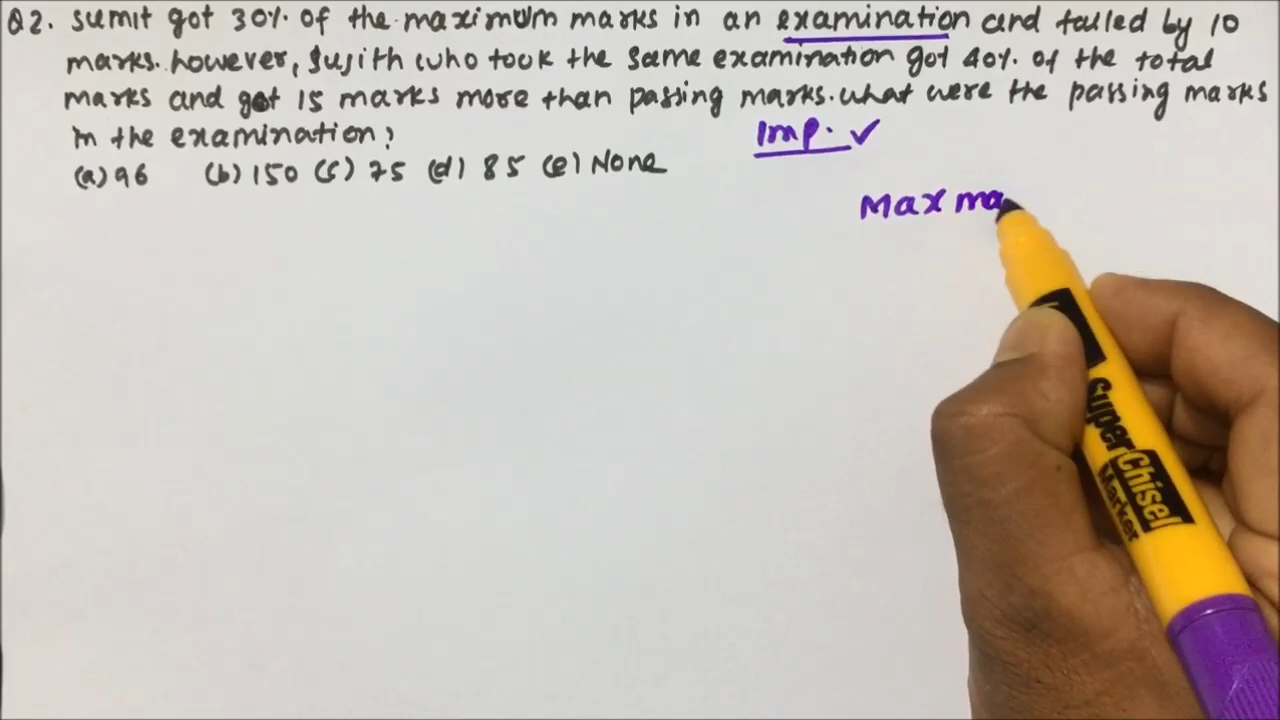 Q2. Sumit got 30% of the maximum marks in an examination and failed by 10
marks. however, Sujith who took the same examination got 40% of the total
marks and got 15 marks more than passing marks. what were the passing marks
in the examination?
Imp. ✓
(a) 96 (b) 150 (c) 75 (d) 85 (e) None
Max ma
SuperChisel
Marker